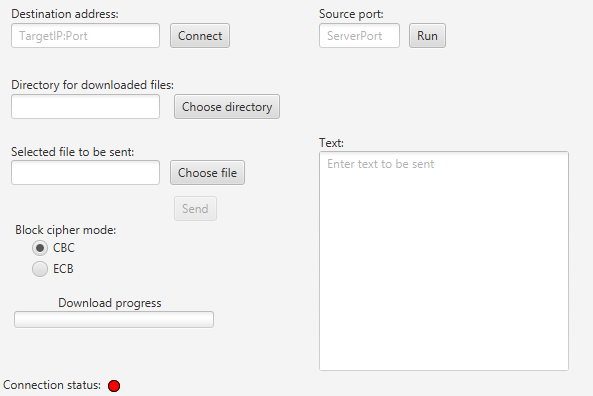 Destination address:
TargetIP:Port
Connect
Source port:
ServerPort
Run
Directory for downloaded files:
Choose directory
Selected file to be sent:
Choose file
Send
Text:
Enter text to be sent
Block cipher mode:
CBC
ECB
Download progress
Connection status: